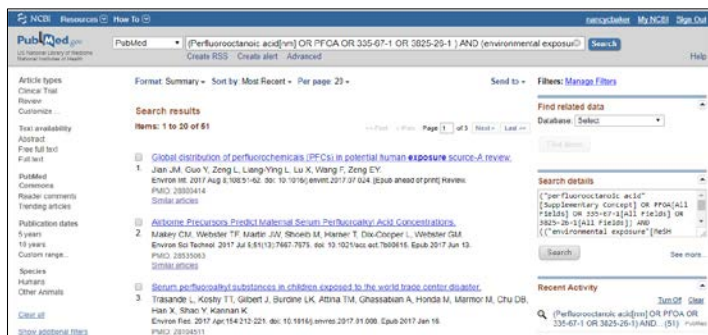 NCBI Resources How To nancybaker My NCBI Sign Out
PubMed.gov
US National Library of Medicine
National Institutes of Health
PubMed (Perfluorooctanoic acid[nm] OR PFOA OR 335-67-1 OR 3825-26-1 ) AND (environmental exposur Search
Create RSS Create alert Advanced Help
Article types
Clinical Trial
Review
Customize ...
Text availability
Abstract
Free full text
Full text
PubMed
Commons
Reader comments
Trending articles
Publication dates
5 years
10 years
Custom range...
Species
Humans
Other Animals
Clear all
Show additional filters
Format: Summary Sort by: Most Recent Per page: 20 Send to
Search results
Items: 1 to 20 of 51 << First < Prev Page 1 of 3 Next > Last >>
Global distribution of perfluorochemicals (PFCs) in potential human exposure source-A review.
1. Jian JM, Guo Y, Zeng L, Liang-Ying L, Lu X, Wang F, Zeng EY.
Environ Int. 2017 Aug 8;108:51-62. doi: 10.1016/j.envint.2017.07.024. [Epub ahead of print] Review.
PMID: 28800414
Similar articles
Airborne Precursors Predict Maternal Serum Perfluoroalkyl Acid Concentrations.
2. Makey CM, Webster TF, Martin JW, Shoeib M, Harner T, Dix-Cooper L, Webster GM.
Environ Sci Technol. 2017 Jul 5;51(13):7667-7675. doi: 10.1021/acs.est.7b00615. Epub 2017 Jun 13.
PMID: 28535063
Similar articles
Serum perfluoroalkyl substances in children exposed to the world trade center disaster.
3. Trasande L, Koshy TT, Gilbert J, Burdine LK, Attina TM, Ghassabian A, Honda M, Marmor M, Chu DB,
Han X, Shao Y, Kannan K.
Environ Res. 2017 Apr;154:212-221. doi: 10.1016/j.envres.2017.01.008. Epub 2017 Jan 16.
PMID: 28104511
Filters: Manage Filters
Find related data
Database: Select
Find items
Search details
("perfluorooctanoic acid"
[Supplementary Concept] OR PFOA[All
Fields] OR 335-67-1[All Fields] OR
3825-26-1[All Fields]) AND
(("environmental exposure"[MeSH
Search See more...
Recent Activity
Turn Off Clear
(Perfluorooctanoic acid[nm] OR PFOA
OR 335-67-1 OR 3825-26-1 ) AND... (51) PubMed